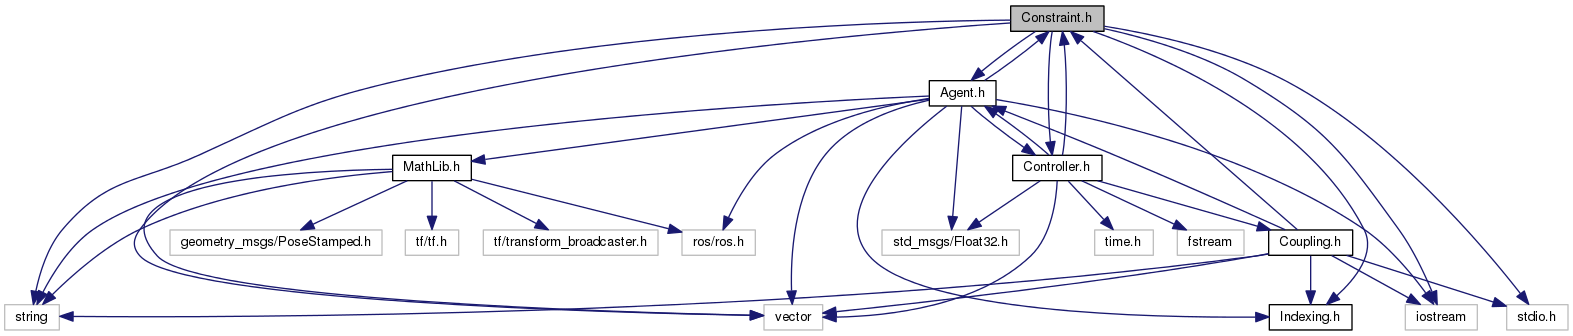 Constraint.h
Agent.h
MathLib.h
Controller.h
geometry_msgs/PoseStamped.h
tf/tf.h
tf/transform_broadcaster.h
ros/ros.h
std_msgs/Float32.h
time.h
fstream
Coupling.h
string
vector
Indexing.h
iostream
stdio.h